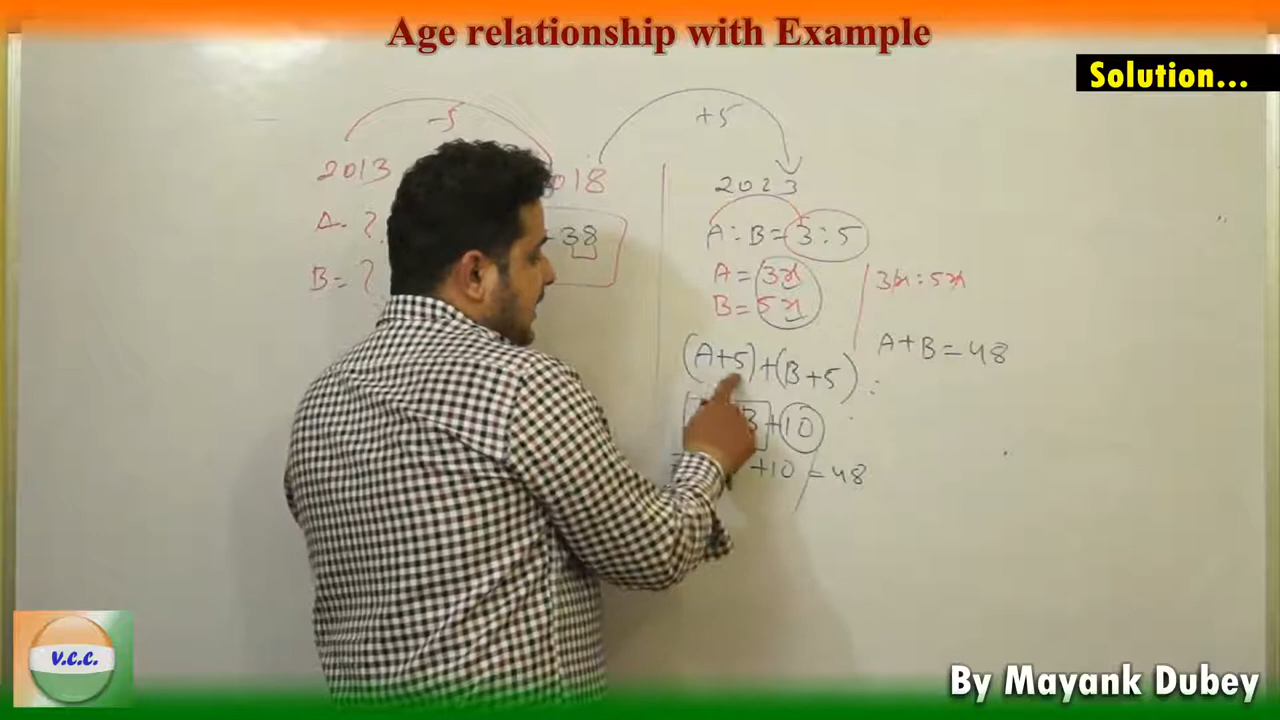 Age relationship with Example
Solution...
-5
+5
2013
018
2023
A- ?
38
A:B= 3:5
B= ?
A= 3x
B= 5x
3x:5x
(A+5)+(B+5)
A+B=48
+10
+10 =48
V.C.C.
By Mayank Dubey